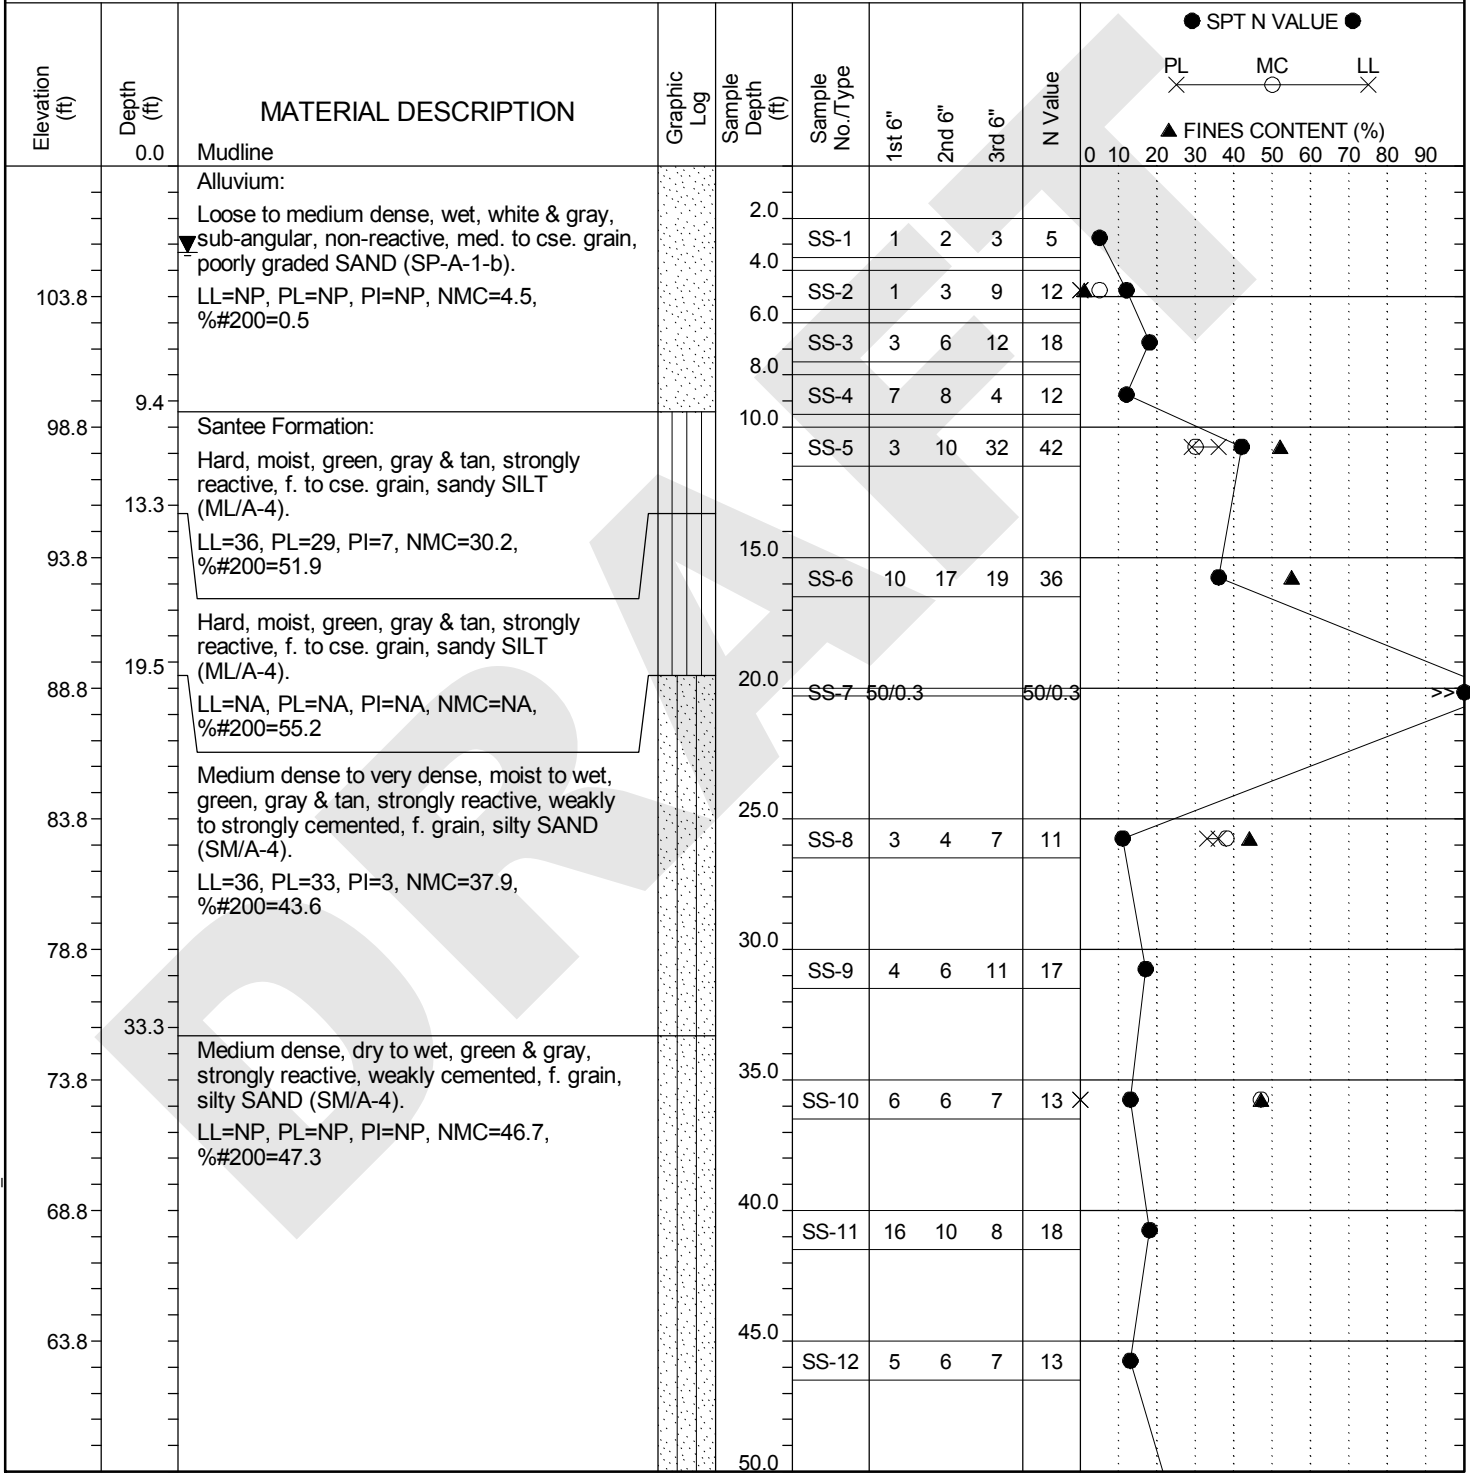 ● SPT N VALUE ●
PL MC LL
▲ FINES CONTENT (%)
0 10 20 30 40 50 60 70 80 90
Elevation (ft)
Depth (ft)
MATERIAL DESCRIPTION
Graphic Log
Sample Depth (ft)
Sample No./Type
1st 6"
2nd 6"
3rd 6"
N Value
0.0 Mudline
Alluvium:
Loose to medium dense, wet, white & gray,
sub-angular, non-reactive, med. to cse. grain,
poorly graded SAND (SP-A-1-b).
LL=NP, PL=NP, PI=NP, NMC=4.5,
%#200=0.5
2.0
SS-1 1 2 3 5
4.0
103.8
SS-2 1 3 9 12
6.0
SS-3 3 6 12 18
8.0
SS-4 7 8 4 12
9.4
10.0
98.8
Santee Formation:
Hard, moist, green, gray & tan, strongly
reactive, f. to cse. grain, sandy SILT
(ML/A-4).
LL=36, PL=29, PI=7, NMC=30.2,
%#200=51.9
SS-5 3 10 32 42
13.3
15.0
93.8
SS-6 10 17 19 36
Hard, moist, green, gray & tan, strongly
reactive, f. to cse. grain, sandy SILT
(ML/A-4).
LL=NA, PL=NA, PI=NA, NMC=NA,
%#200=55.2
19.5
20.0
88.8
SS-7 50/0.3 50/0.3 >>
Medium dense to very dense, moist to wet,
green, gray & tan, strongly reactive, weakly
to strongly cemented, f. grain, silty SAND
(SM/A-4).
LL=36, PL=33, PI=3, NMC=37.9,
%#200=43.6
25.0
83.8
SS-8 3 4 7 11
30.0
78.8
SS-9 4 6 11 17
33.3
Medium dense, dry to wet, green & gray,
strongly reactive, weakly cemented, f. grain,
silty SAND (SM/A-4).
LL=NP, PL=NP, PI=NP, NMC=46.7,
%#200=47.3
35.0
73.8
SS-10 6 6 7 13
40.0
68.8
SS-11 16 10 8 18
45.0
63.8
SS-12 5 6 7 13
50.0
DRAFT